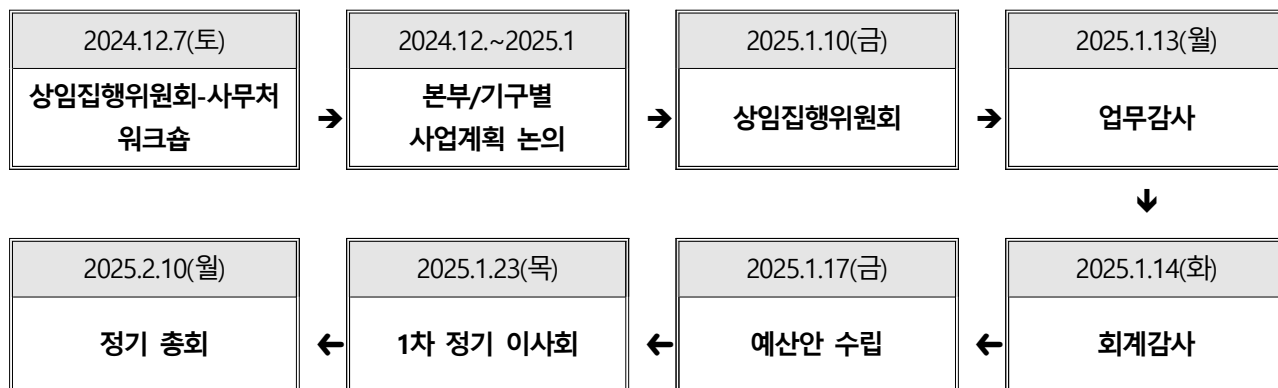 2024.12.7(토)
상임집행위원회-사무처
워크숍
➔
2024.12.~2025.1
본부/기구별
사업계획 논의
➔
2025.1.10(금)
상임집행위원회
➔
2025.1.13(월)
업무감사
🡻
2025.1.14(화)
회계감사
🡸
2025.1.17(금)
예산안 수립
🡸
2025.1.23(목)
1차 정기 이사회
🡸
2025.2.10(월)
정기 총회